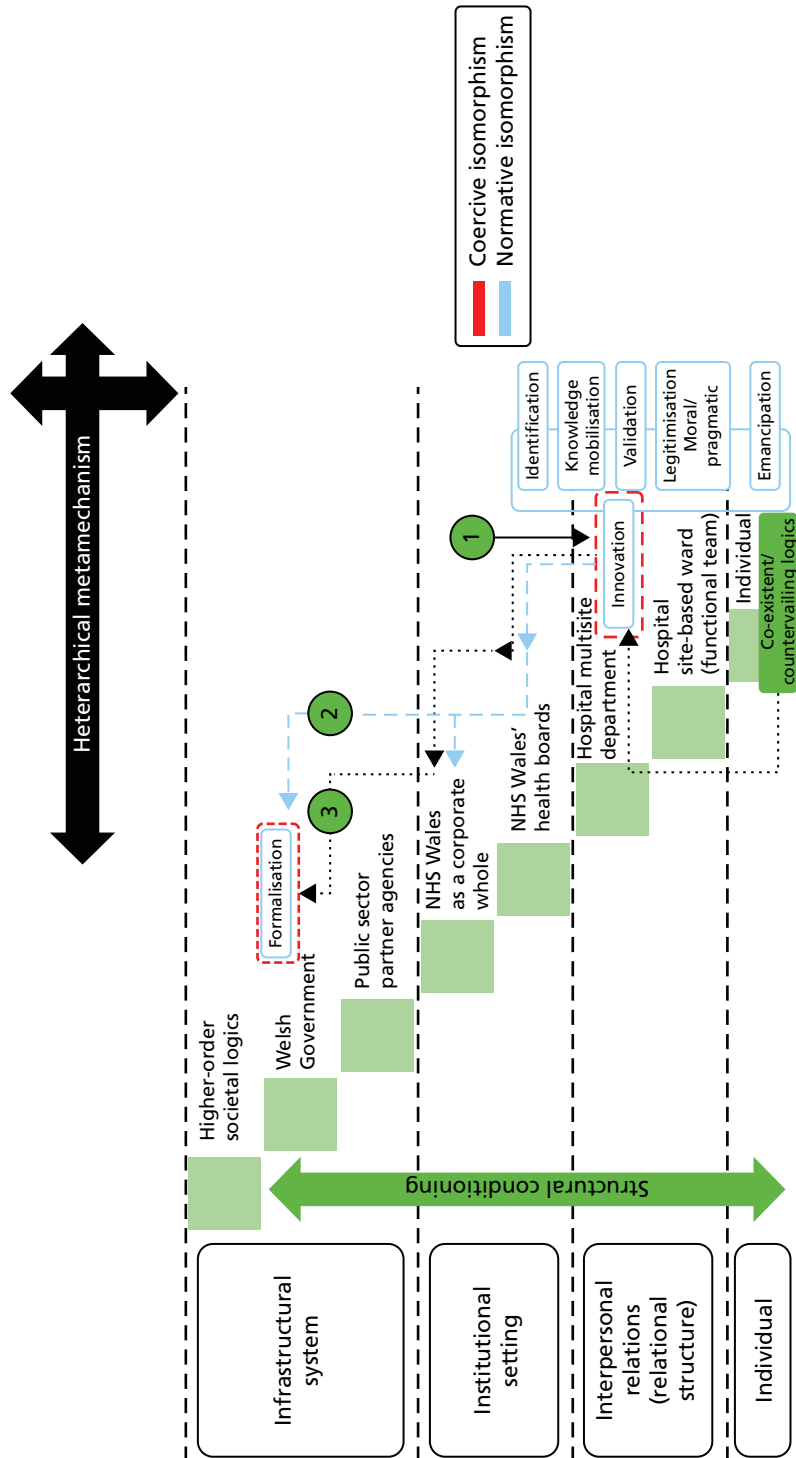 Heterarchical metamechanism
Infrastructural
system
Institutional
setting
Interpersonal
relations
(relational
structure)
Individual
Structural conditioning
Higher-order
societal logics
Welsh
Government
Public sector
partner agencies
NHS Wales
as a corporate
whole
NHS Wales’
health boards
Hospital multisite
department
Hospital
site-based ward
(functional team)
Individual
Co-existent/
countervailing logics
Formalisation
3
2
1
Innovation
Identification
Knowledge
mobilisation
Validation
Legitimisation
Moral/
pragmatic
Emancipation
Coercive isomorphism
Normative isomorphism